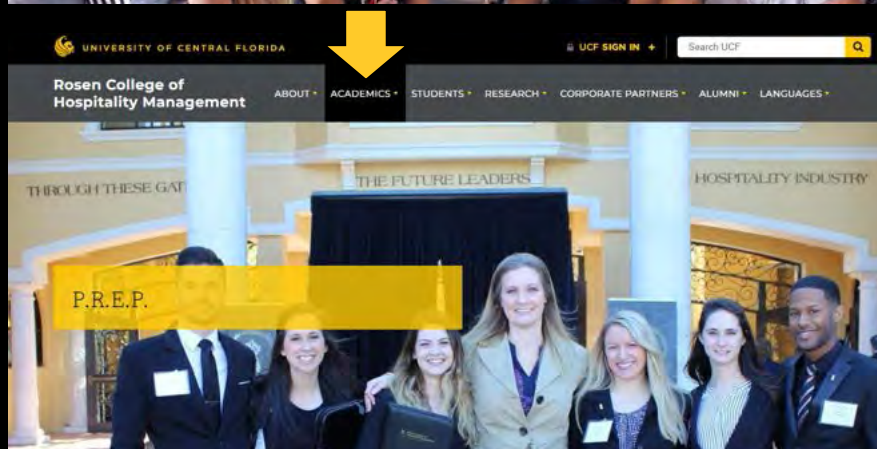 UNIVERSITY OF CENTRAL FLORIDA
UCF SIGN IN +
Search UCF
Rosen College of
Hospitality Management
ABOUT
ACADEMICS
STUDENTS
RESEARCH
CORPORATE PARTNERS
ALUMNI
LANGUAGES
THROUGH THESE
THE FUTURE LEADERS
HOSPITALITY INDUSTRY
P.R.E.P.